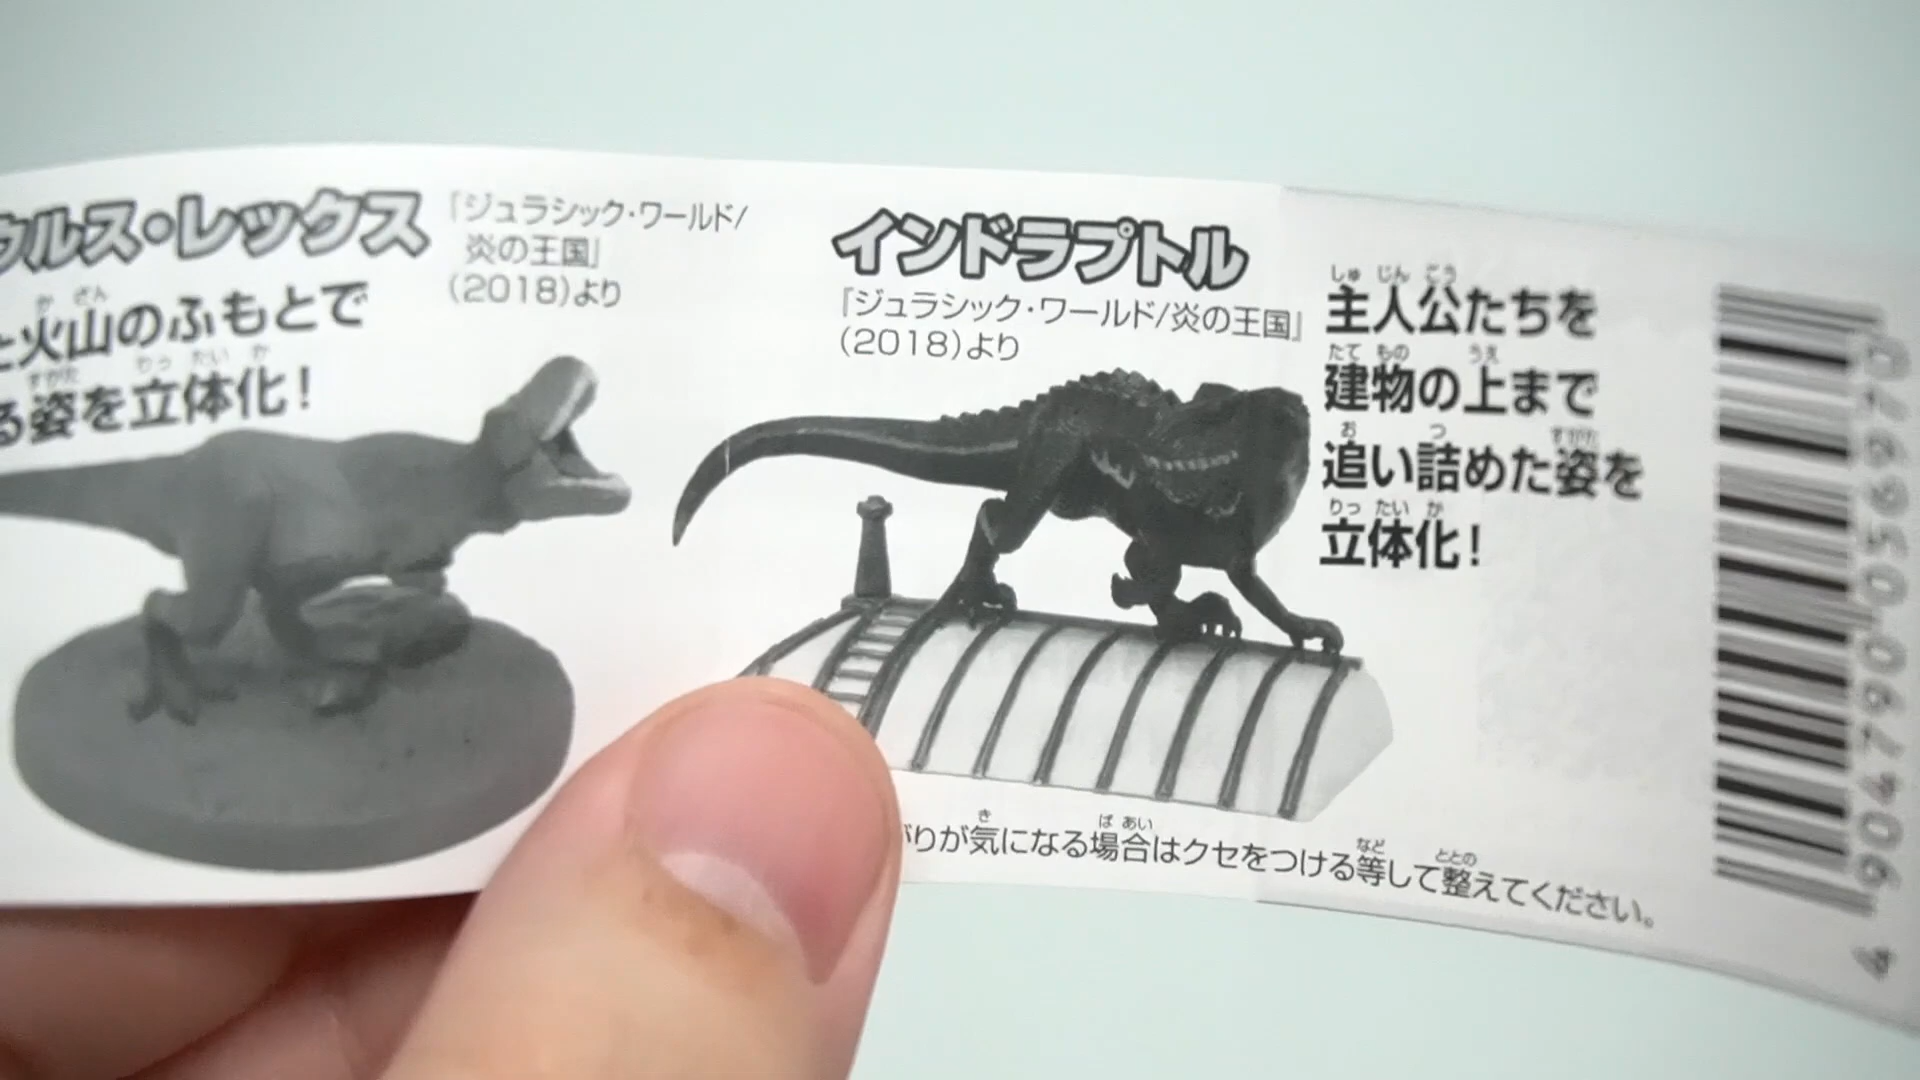 ウルス・レックス
『ジュラシック・ワールド/
炎の王国』
(2018)より
と火山のふもとで
る姿を立体化!
インドラプトル
『ジュラシック・ワールド/炎の王国』
(2018)より
主人公たちを
建物の上まで
追い詰めた姿を
立体化!
がりが気になる場合はクセをつける等して整えてください。